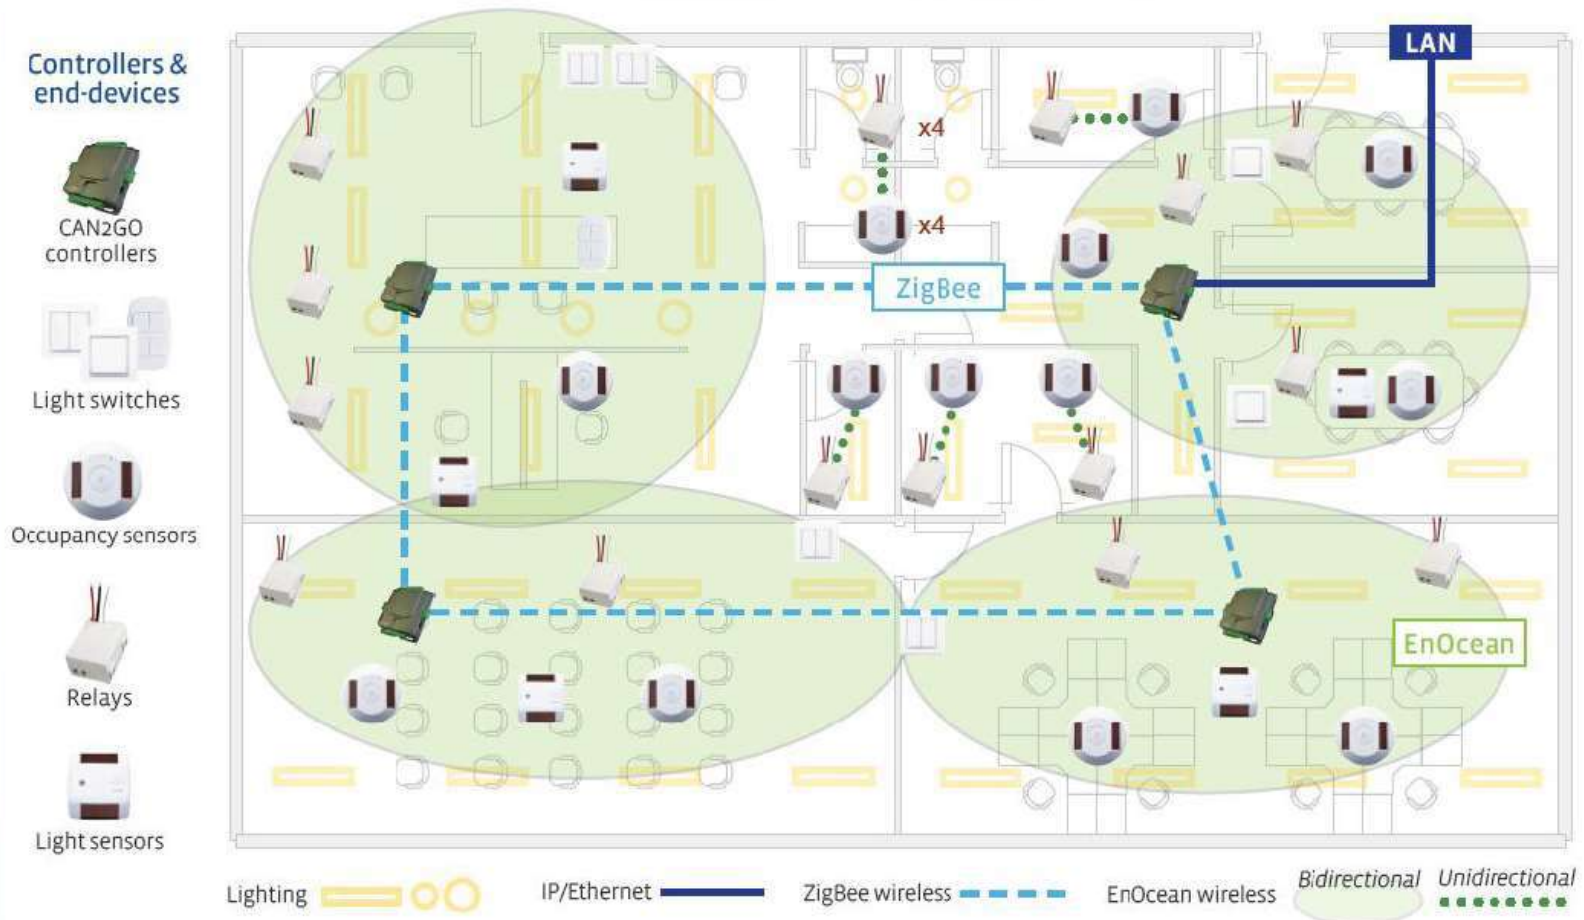 Controllers &
end-devices
CAN2GO
controllers
Light switches
Occupancy sensors
Relays
Light sensors
LAN
x4
x4
ZigBee
EnOcean
Lighting
IP/Ethernet
ZigBee wireless
EnOcean wireless
Bidirectional
Unidirectional